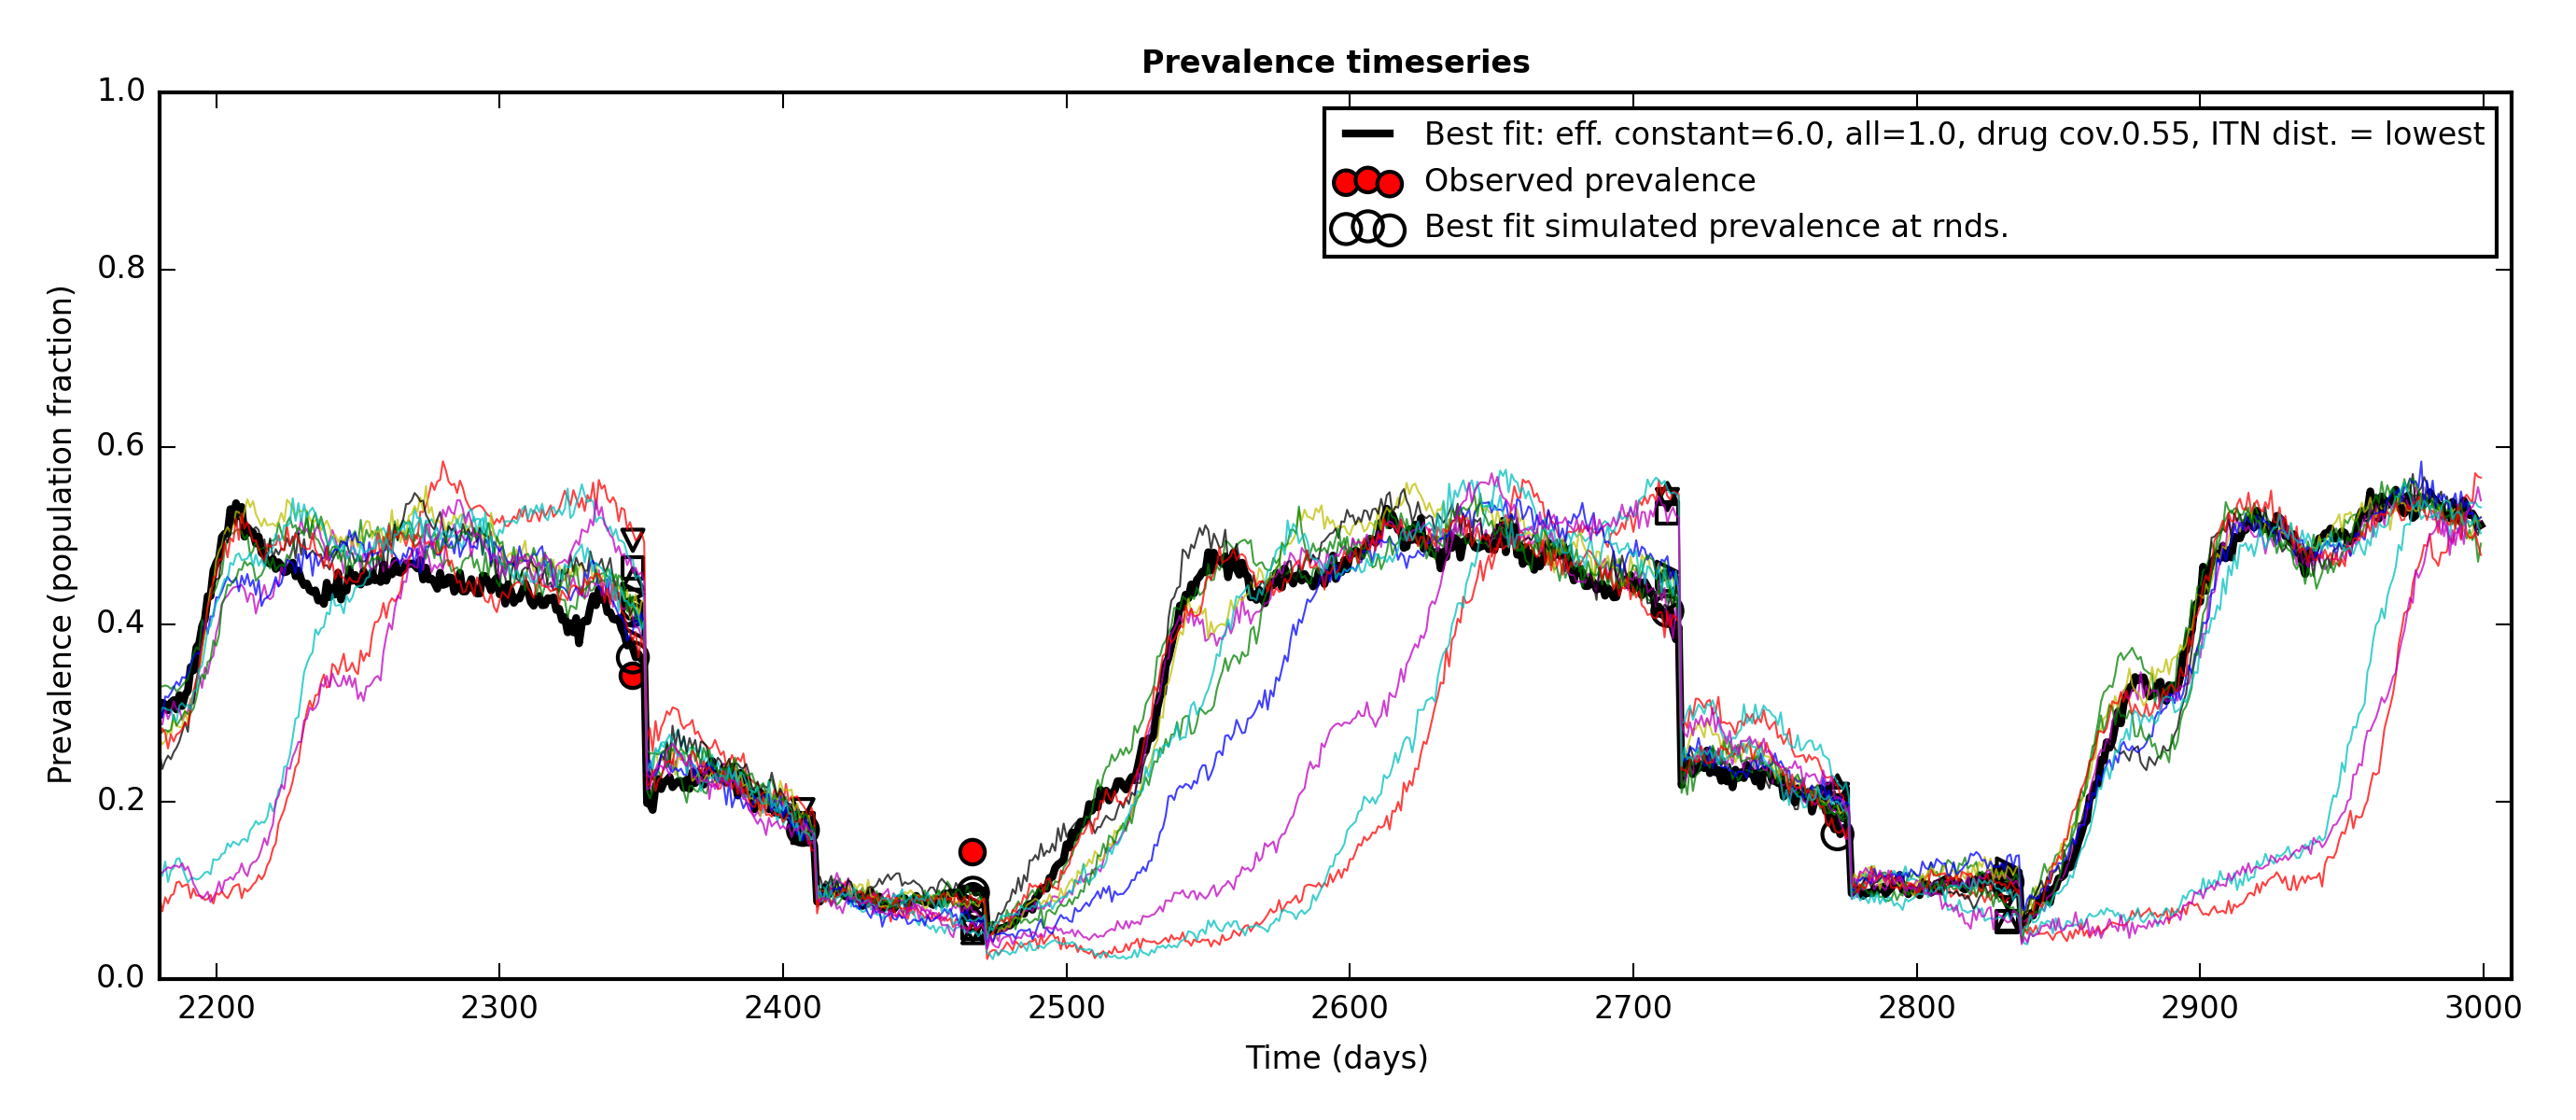 Prevalence timeseries
1.0
0.8
0.6
0.4
0.2
0.0
Prevalence (population fraction)
Best fit: eff. constant=6.0, all=1.0, drug cov.0.55, ITN dist. = lowest
Observed prevalence
Best fit simulated prevalence at rnds.
2200 2300 2400 2500 2600 2700 2800 2900 3000
Time (days)